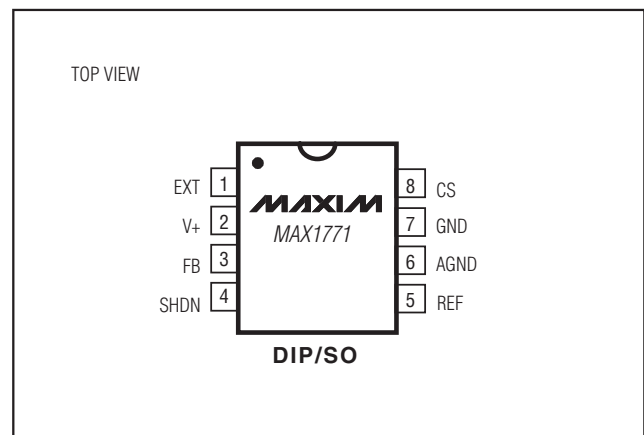 TOP VIEW
EXT 1
V+ 2
FB 3
SHDN 4
MAXIM
MAX1771
8 CS
7 GND
6 AGND
5 REF
DIP/SO